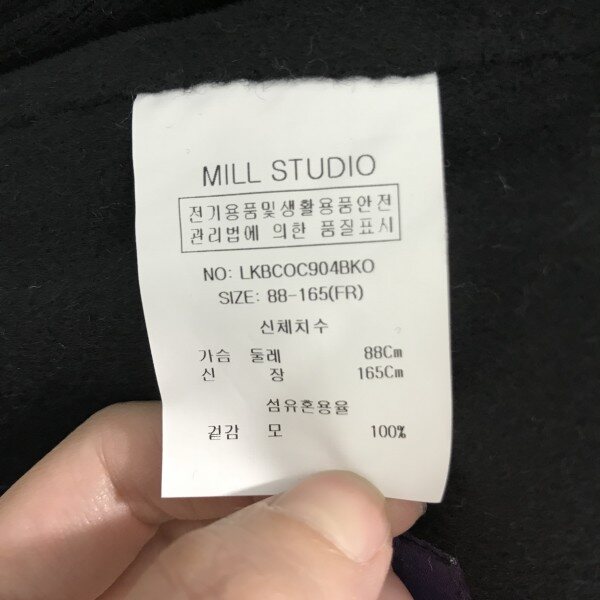 MILL STUDIO
전기용품및생활용품안전
관리법에 의한 품질표시
NO: LKBCOC904BKO
SIZE: 88-165(FR)
신체치수
가슴 둘레 88Cm
신 장 165Cm
섬유혼용율
겉감 모 100%